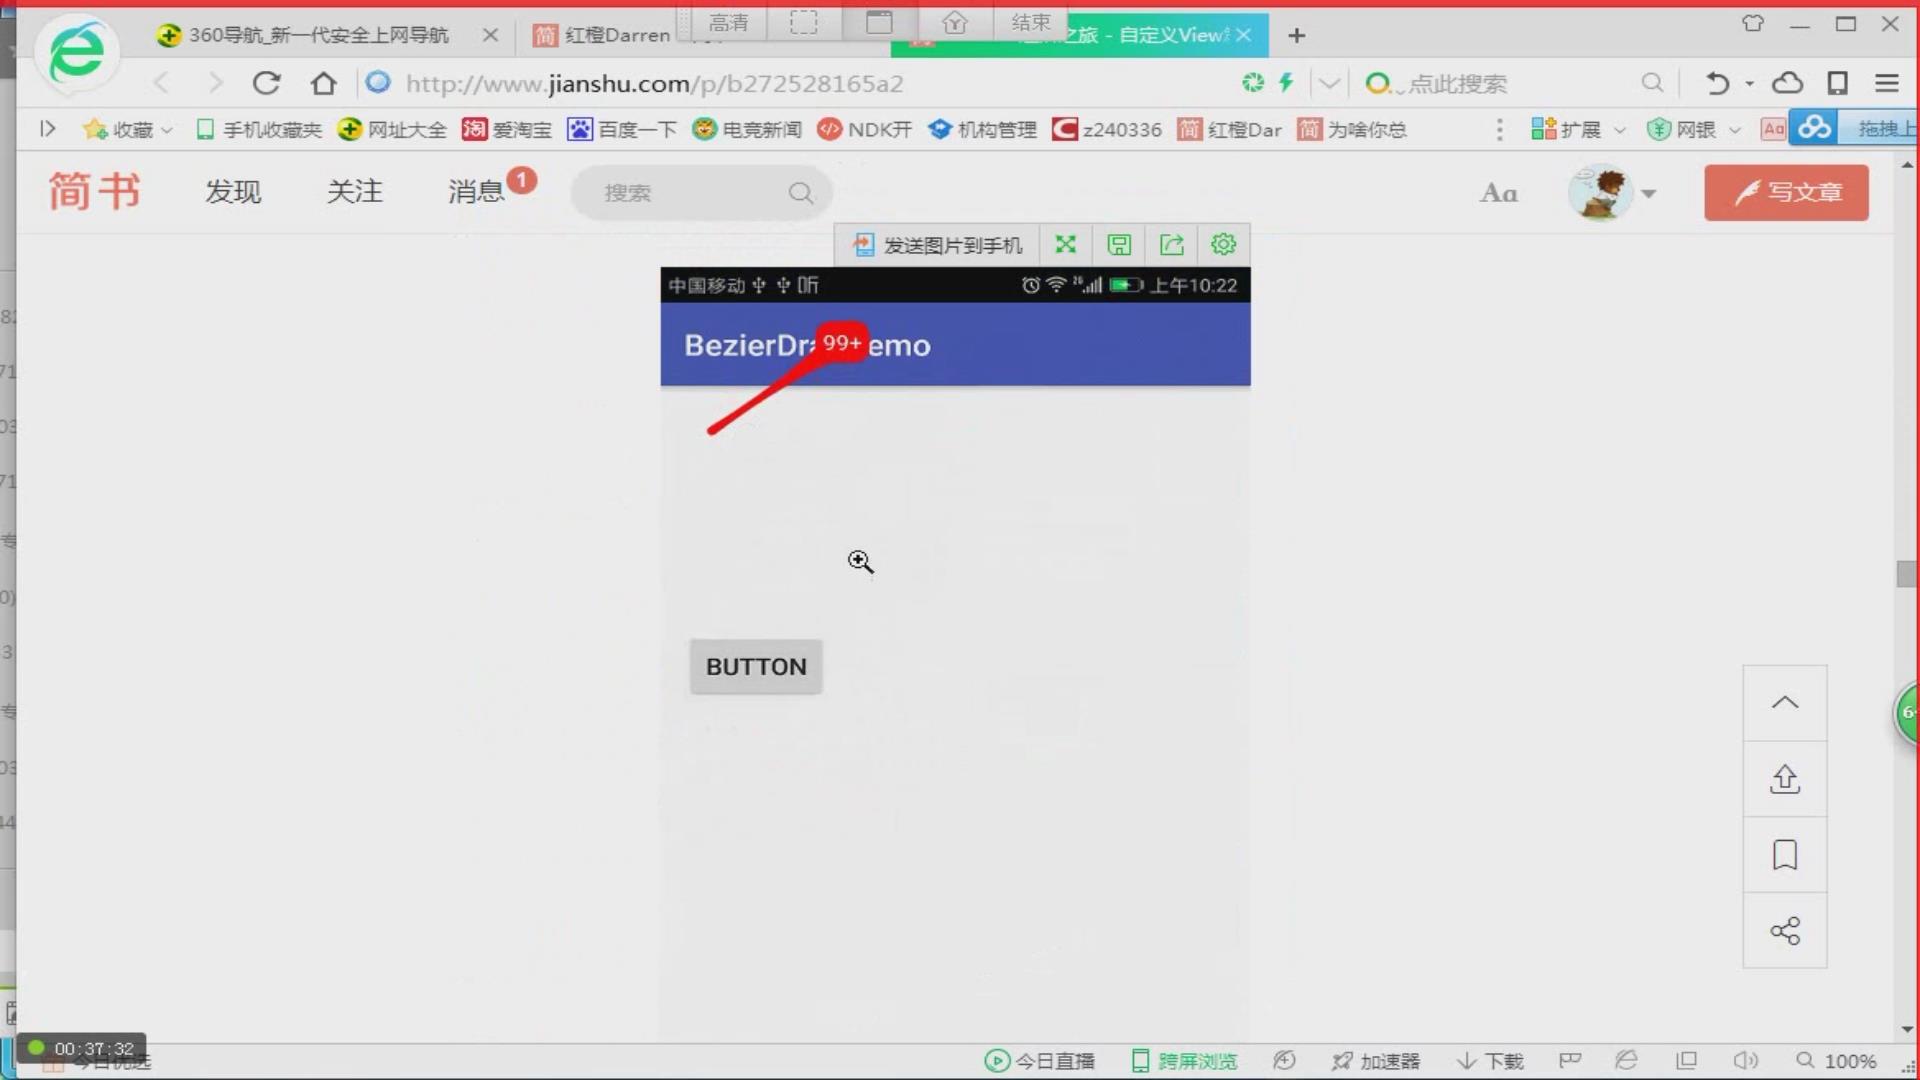 360导航_新一代安全上网导航
红橙Darren
高清
结束
之旅 - 自定义View
http://www.jianshu.com/p/b272528165a2
点此搜索
收藏
手机收藏夹
网址大全
爱淘宝
百度一下
电竞新闻
NDK开
机构管理
z240336
红橙Dar
为啥你总
扩展
网银
拖拽上
简书
发现
关注
消息
1
搜索
Aa
写文章
发送图片到手机
中国移动
上午10:22
BezierDra
99+
emo
BUTTON
00:37:32
今日优选
今日直播
跨屏浏览
加速器
下载
100%